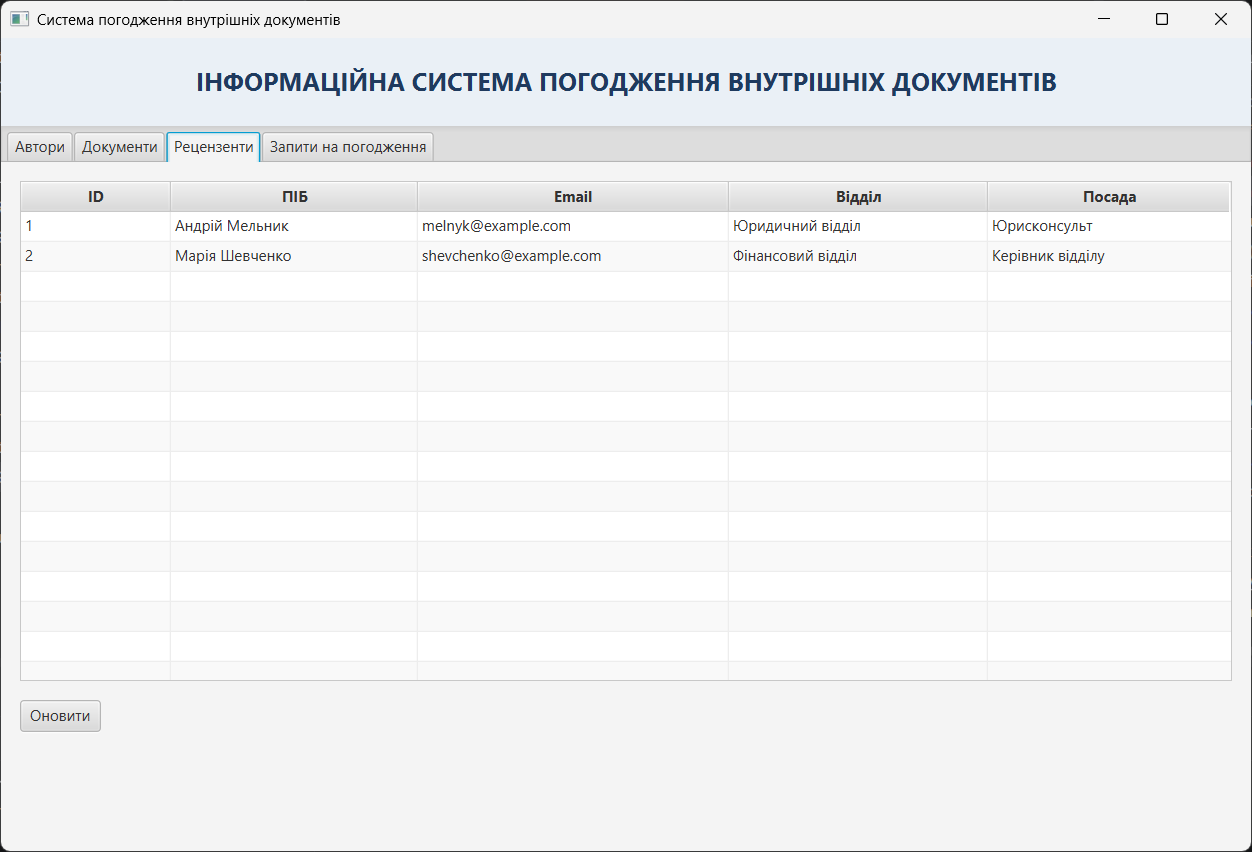 Система погодження внутрішніх документів
ІНФОРМАЦІЙНА СИСТЕМА ПОГОДЖЕННЯ ВНУТРІШНІХ ДОКУМЕНТІВ
Автори Документи Рецензенти Запити на погодження
ID ПІБ Email Відділ Посада
1 Андрій Мельник melnyk@example.com Юридичний відділ Юрисконсульт
2 Марія Шевченко shevchenko@example.com Фінансовий відділ Керівник відділу
Оновити